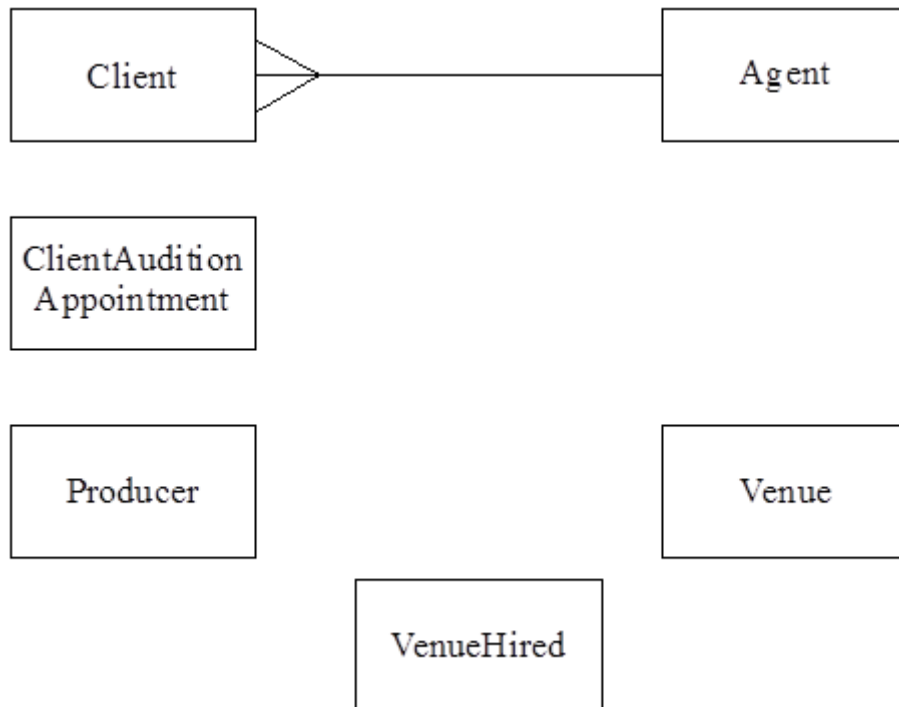 Client
Agent
ClientAudition
Appointment
Producer
Venue
VenueHired